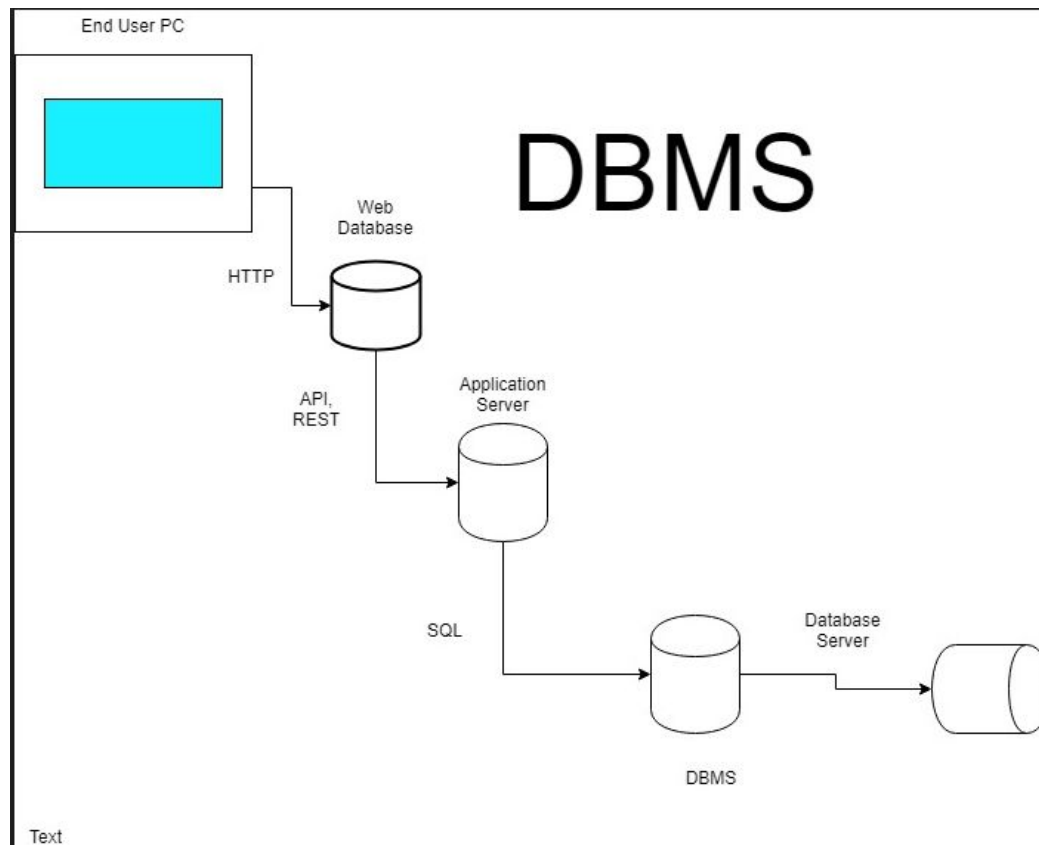 End User PC
DBMS
Web
Database
HTTP
Application
Server
API,
REST
Database
Server
SQL
DBMS
Text